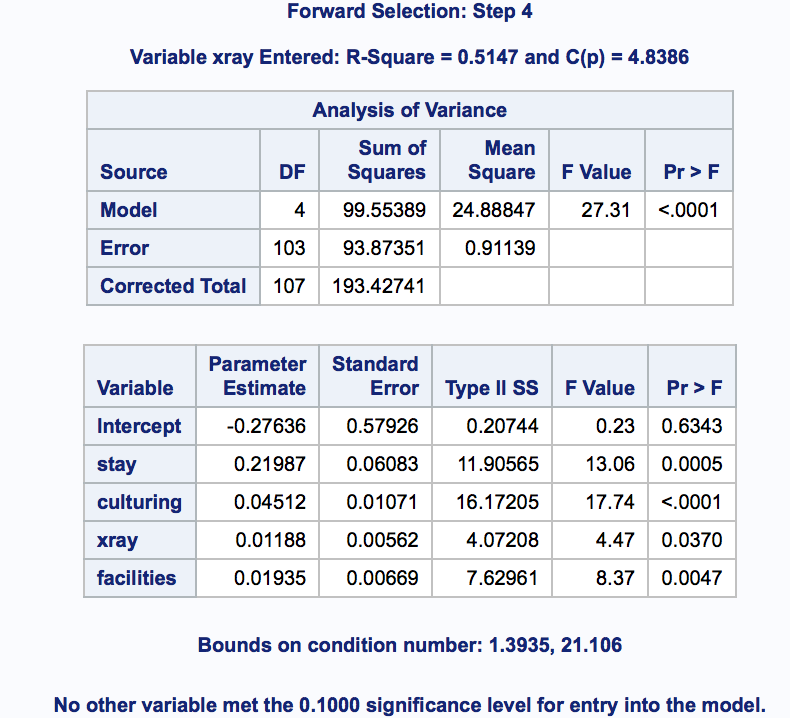 Forward Selection: Step 4
Variable xray Entered: R-Square = 0.5147 and C(p) = 4.8386
Analysis of Variance
Source DF Sum of Squares Mean Square F Value Pr > F
Model 4 99.55389 24.88847 27.31 <.0001
Error 103 93.87351 0.91139
Corrected Total 107 193.42741
Variable Parameter Estimate Standard Error Type II SS F Value Pr > F
Intercept -0.27636 0.57926 0.20744 0.23 0.6343
stay 0.21987 0.06083 11.90565 13.06 0.0005
culturing 0.04512 0.01071 16.17205 17.74 <.0001
xray 0.01188 0.00562 4.07208 4.47 0.0370
facilities 0.01935 0.00669 7.62961 8.37 0.0047
Bounds on condition number: 1.3935, 21.106
No other variable met the 0.1000 significance level for entry into the model.